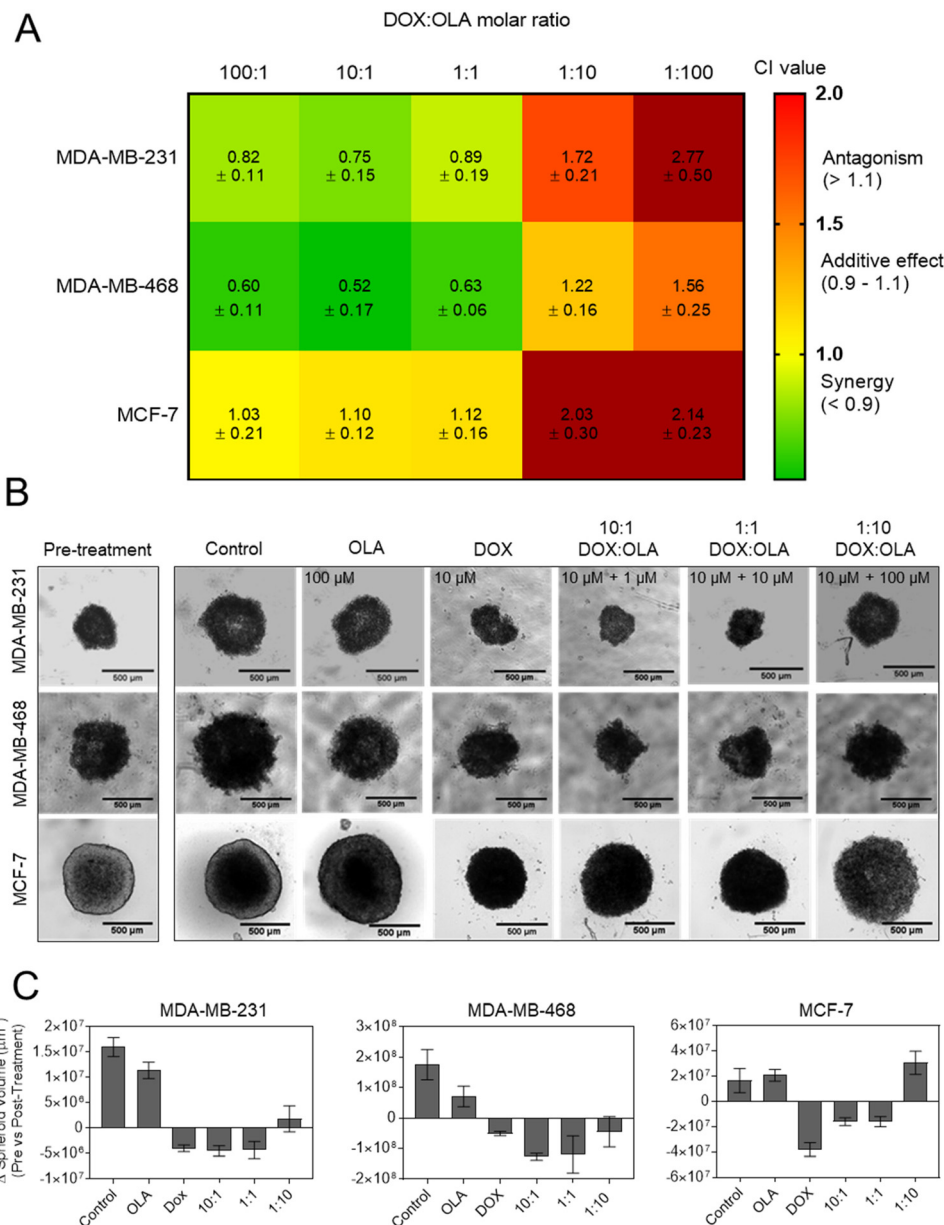 A
DOX:OLA molar ratio
100:1 10:1 1:1 1:10 1:100
CI value
MDA-MB-231
0.82 0.75 0.89 1.72 2.77
± 0.11 ± 0.15 ± 0.19 ± 0.21 ± 0.50
MDA-MB-468
0.60 0.52 0.63 1.22 1.56
± 0.11 ± 0.17 ± 0.06 ± 0.16 ± 0.25
MCF-7
1.03 1.10 1.12 2.03 2.14
± 0.21 ± 0.12 ± 0.16 ± 0.30 ± 0.23
2.0
Antagonism
(> 1.1)
1.5
Additive effect
(0.9 - 1.1)
1.0
Synergy
(< 0.9)
B
Pre-treatment Control OLA DOX 10:1 DOX:OLA 1:1 DOX:OLA 1:10 DOX:OLA
100 µM 10 µM 10 µM + 1 µM 10 µM + 10 µM 10 µM + 100 µM
MDA-MB-231
500 µm 500 µm 500 µm 500 µm 500 µm 500 µm 500 µm
MDA-MB-468
500 µm 500 µm 500 µm 500 µm 500 µm 500 µm 500 µm
MCF-7
500 µm 500 µm 500 µm 500 µm 500 µm 500 µm 500 µm
C
Spheroid Volume
(Pre vs Post-Treatment)
MDA-MB-231
2×10⁷
1.5×10⁷
1×10⁷
5×10⁶
0
-5×10⁶
-1×10⁷
Control OLA Dox 10:1 1:1 1:10
MDA-MB-468
3×10⁸
2×10⁸
1×10⁸
0
-1×10⁸
-2×10⁸
Control OLA DOX 10:1 1:1 1:10
MCF-7
6×10⁷
4×10⁷
2×10⁷
0
-2×10⁷
-4×10⁷
-6×10⁷
Control OLA DOX 10:1 1:1 1:10